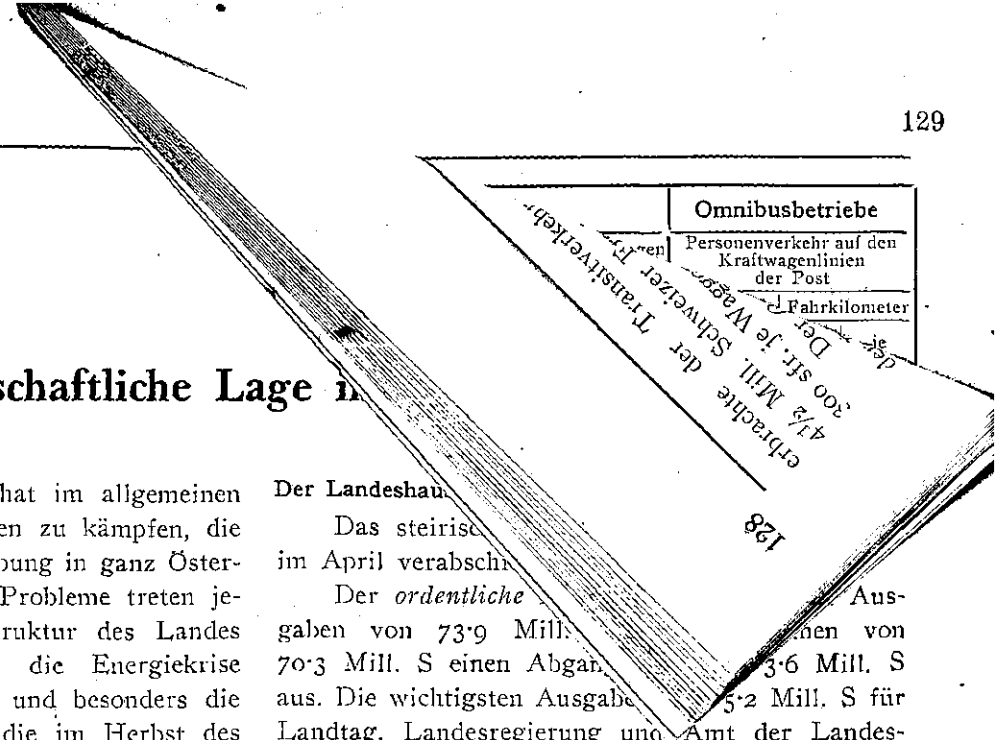 129
Omnibusbetriebe
Personenverkehr auf den
Kraftwagenlinien
der Post
Fahrkilometer
je
erbrachte der Transitverkehr
4½ Mill. Schweizer
300 sfr. je
Der
der
128
schaftliche Lage
hat im allgemeinen
en zu kämpfen, die
bung in ganz Öster-
Probleme treten je-
ruktur des Landes
die Energiekrise
und besonders die
die im Herbst des
Der Landeshau
Das steirisc
im April verabschi
Der ordentliche Aus-
gaben von 73·9 Mill. hen von
70·3 Mill. S einen Abgan 3·6 Mill. S
aus. Die wichtigsten Ausgabe 5·2 Mill. S für
Landtag, Landesregierung und Amt der Landes-